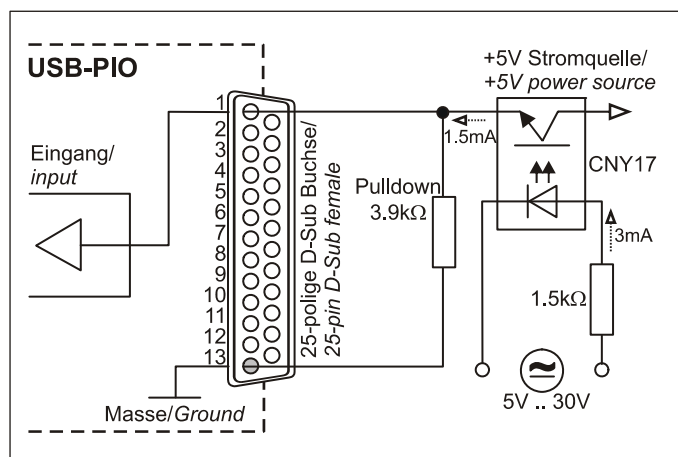 USB-PIO
+5V Stromquelle/
+5V power source
1
2
3
4
5
6
7
8
9
10
11
12
13
Eingang/
input
25-polige D-Sub Buchse/
25-pin D-Sub female
1.5mA
CNY17
Pulldown
3.9kΩ
3mA
1.5kΩ
5V .. 30V
Masse/Ground